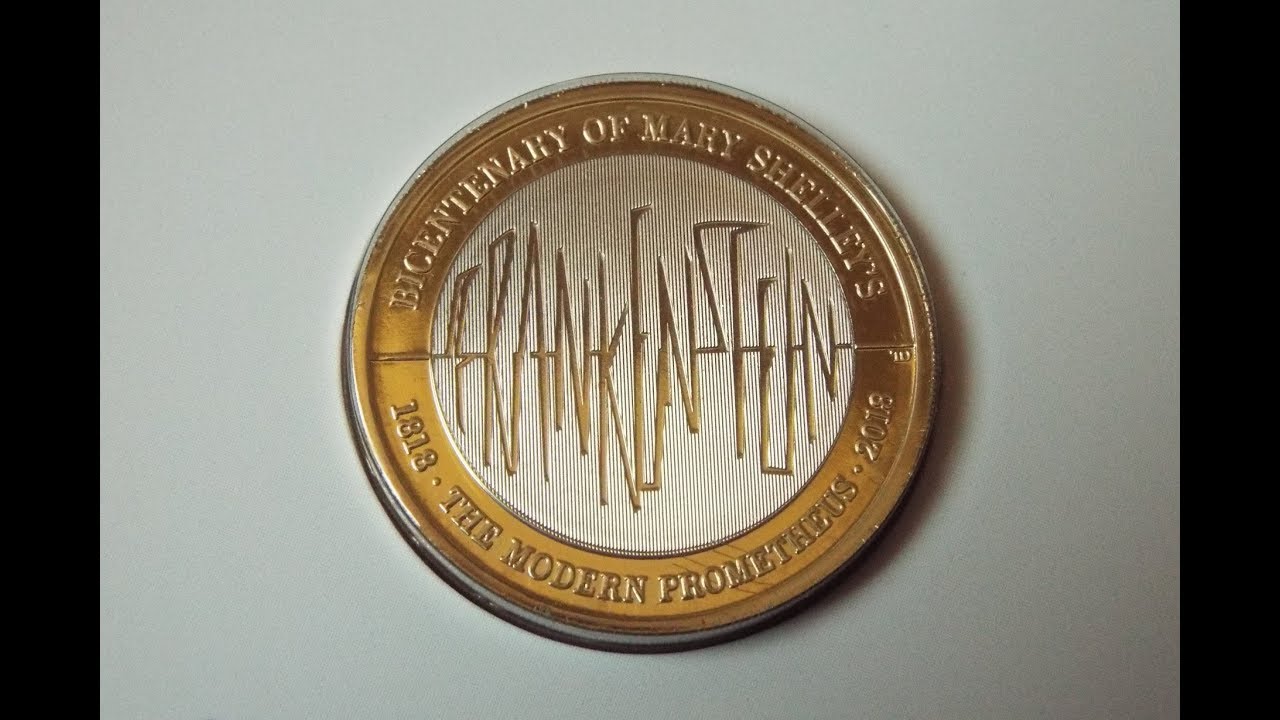 BICENTENARY OF MARY SHELLEY'S
FRANKENSTEIN
1818 · THE MODERN PROMETHEUS · 2018